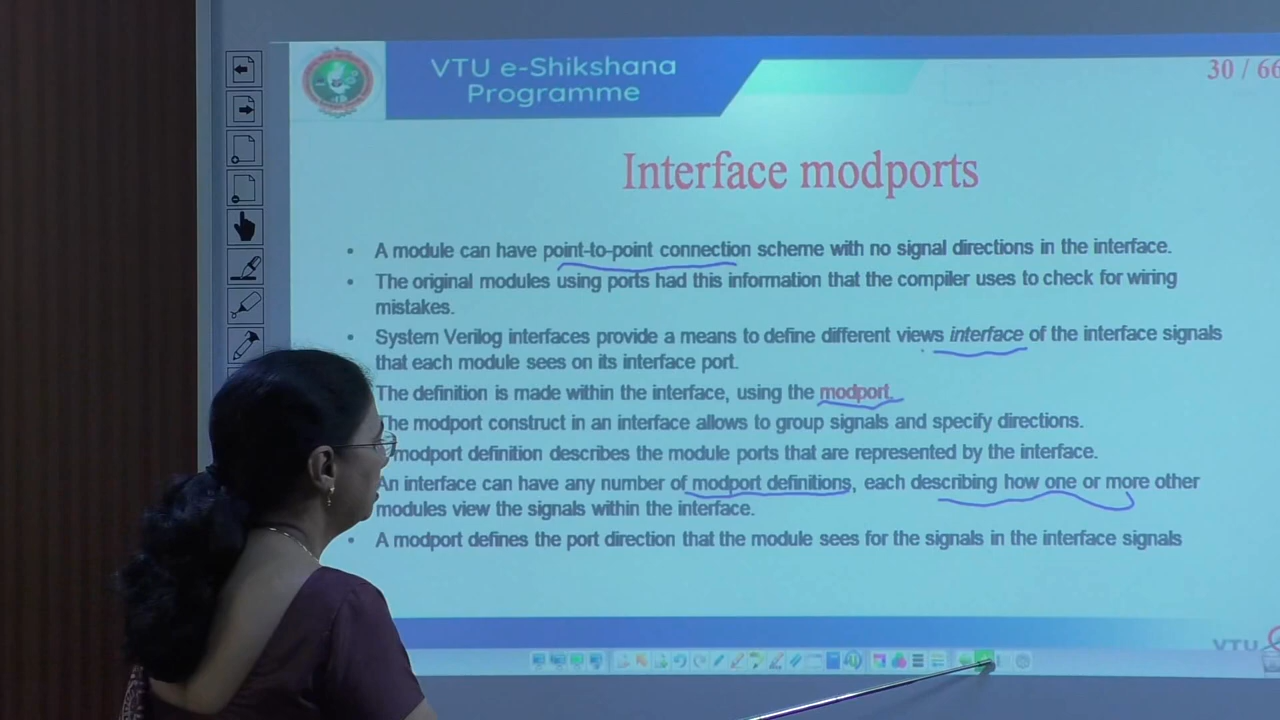 VTU e-Shikshana
Programme
30 / 66
Interface modports
• A module can have point-to-point connection scheme with no signal directions in the interface.
• The original modules using ports had this information that the compiler uses to check for wiring
mistakes.
• System Verilog interfaces provide a means to define different views interface of the interface signals
that each module sees on its interface port.
The definition is made within the interface, using the modport.
The modport construct in an interface allows to group signals and specify directions.
modport definition describes the module ports that are represented by the interface.
An interface can have any number of modport definitions, each describing how one or more other
modules view the signals within the interface.
• A modport defines the port direction that the module sees for the signals in the interface signals
VTU